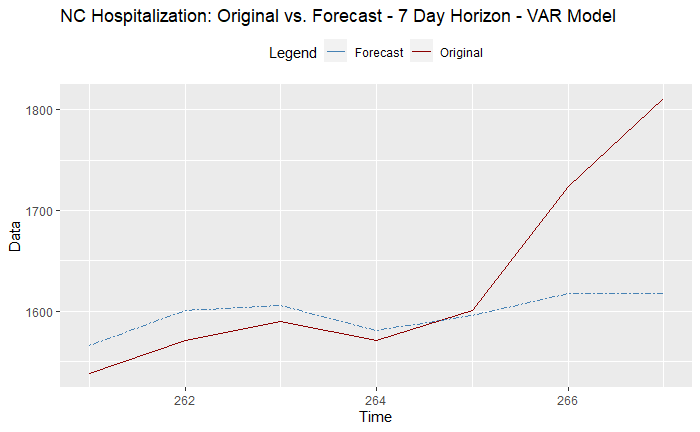 NC Hospitalization: Original vs. Forecast - 7 Day Horizon - VAR Model
Legend Forecast Original
1800
1700
1600
Data
262 264 266
Time